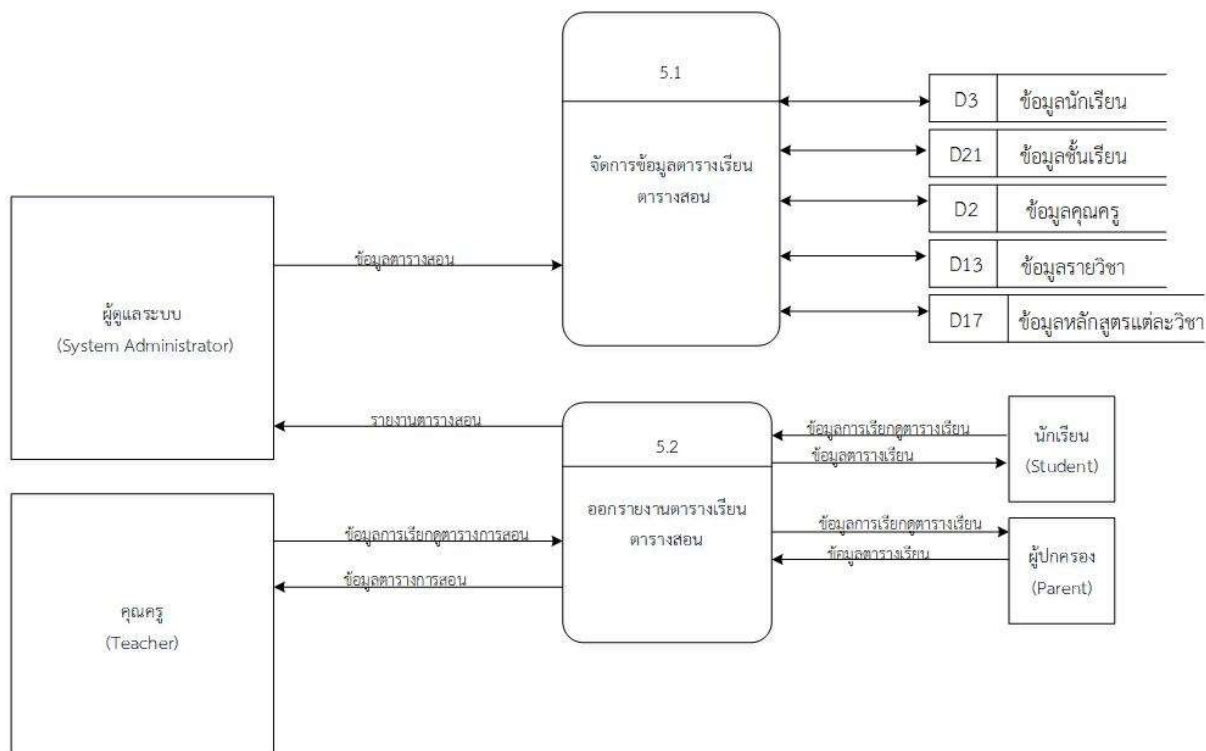 5.1
จัดการข้อมูลตารางเรียน
ตารางสอน
D3 ข้อมูลนักเรียน
D21 ข้อมูลชั้นเรียน
D2 ข้อมูลคุณครู
D13 ข้อมูลรายวิชา
D17 ข้อมูลหลักสูตรแต่ละวิชา
ข้อมูลตารางสอน
ผู้ดูแลระบบ
(System Administrator)
รายงานตารางสอน
5.2
ออกรายงานตารางเรียน
ตารางสอน
ข้อมูลการเรียกดูตารางเรียน
ข้อมูลตารางเรียน
นักเรียน
(Student)
ข้อมูลการเรียกดูตารางการสอน
ข้อมูลตารางการสอน
คุณครู
(Teacher)
ข้อมูลการเรียกดูตารางเรียน
ข้อมูลตารางเรียน
ผู้ปกครอง
(Parent)